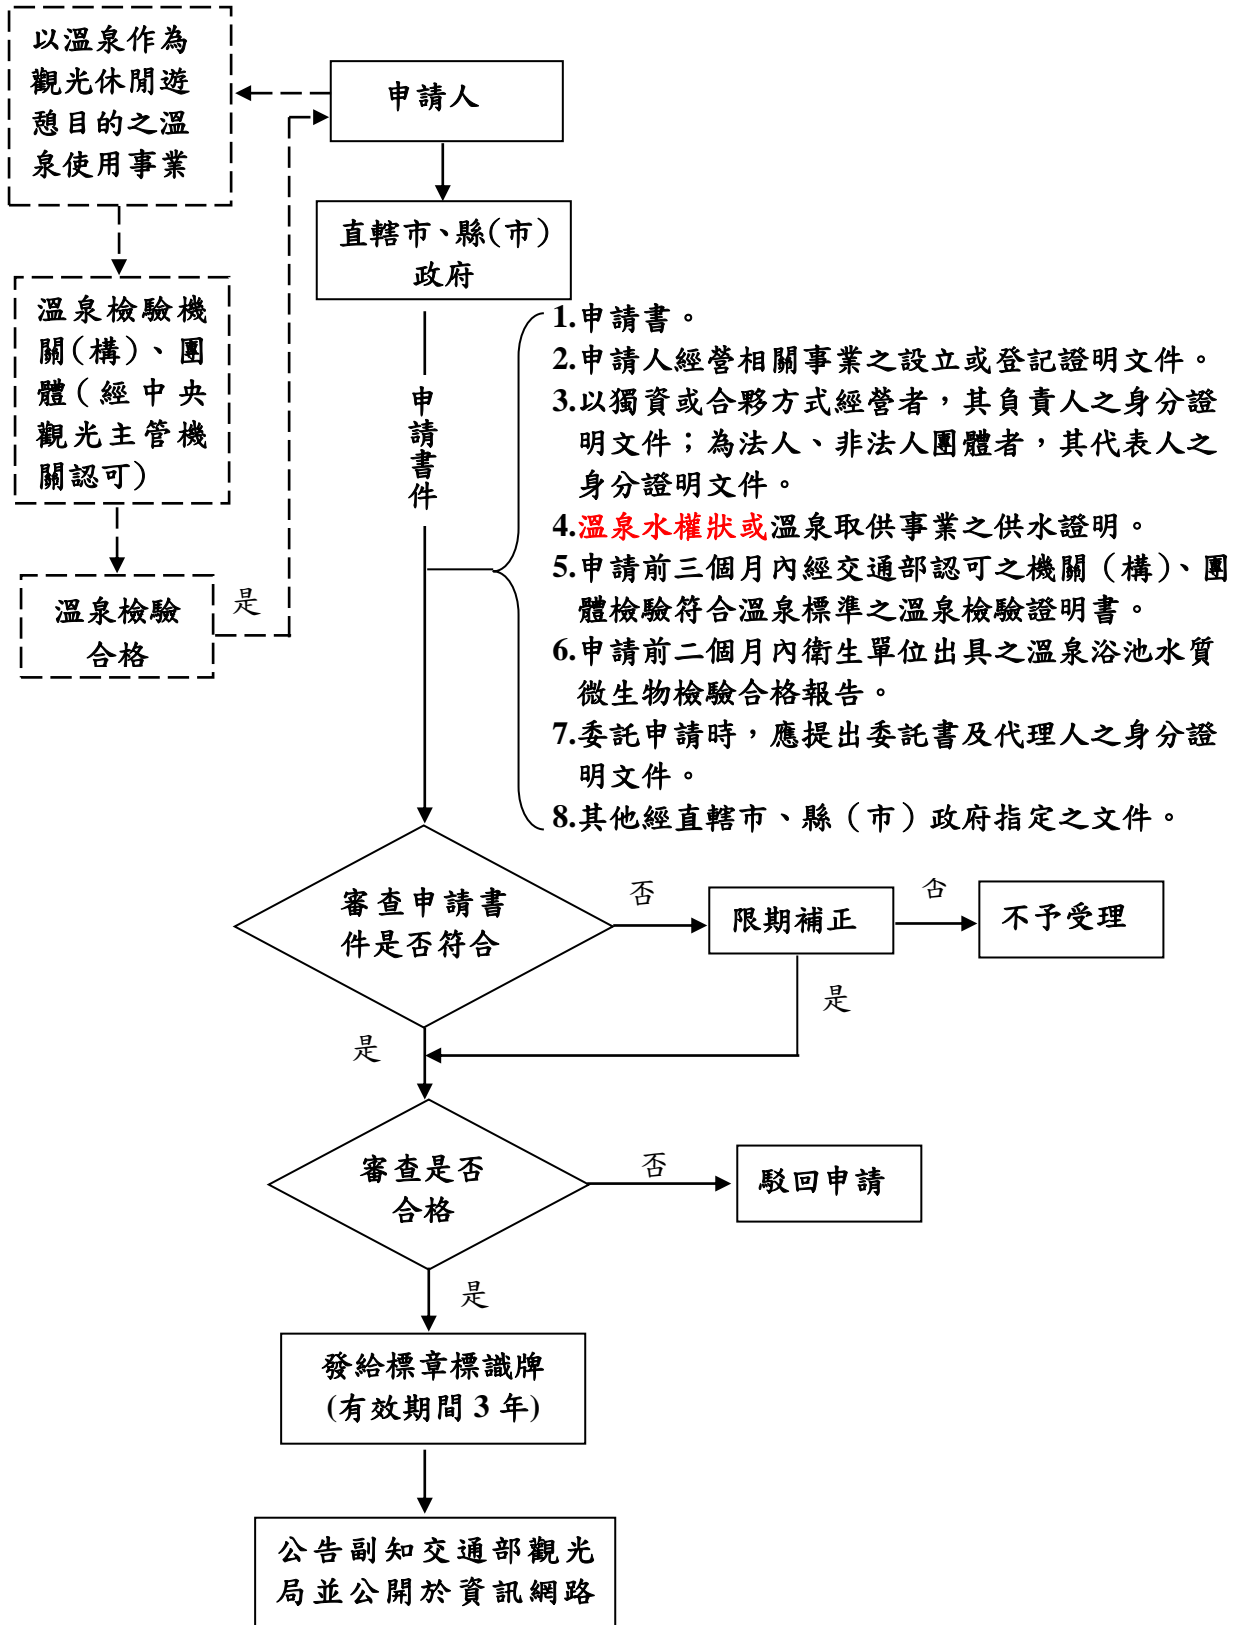 以溫泉作為
觀光休閒遊
憩目的之溫
泉使用事業
申請人
直轄市、縣(市)
政府
溫泉檢驗機
關(構)、團
體(經中央
觀光主管機
關認可)
溫泉檢驗
合格
是
申請書件
1.申請書。
2.申請人經營相關事業之設立或登記證明文件。
3.以獨資或合夥方式經營者，其負責人之身分證
明文件；為法人、非法人團體者，其代表人之
身分證明文件。
4.溫泉水權狀或溫泉取供事業之供水證明。
5.申請前三個月內經交通部認可之機關（構）、團
體檢驗符合溫泉標準之溫泉檢驗證明書。
6.申請前二個月內衛生單位出具之溫泉浴池水質
微生物檢驗合格報告。
7.委託申請時，應提出委託書及代理人之身分證
明文件。
8.其他經直轄市、縣（市）政府指定之文件。
審查申請書
件是否符合
否
限期補正
否
不予受理
是
是
審查是否
合格
否
駁回申請
是
發給標章標識牌
(有效期間 3 年)
公告副知交通部觀光
局並公開於資訊網路